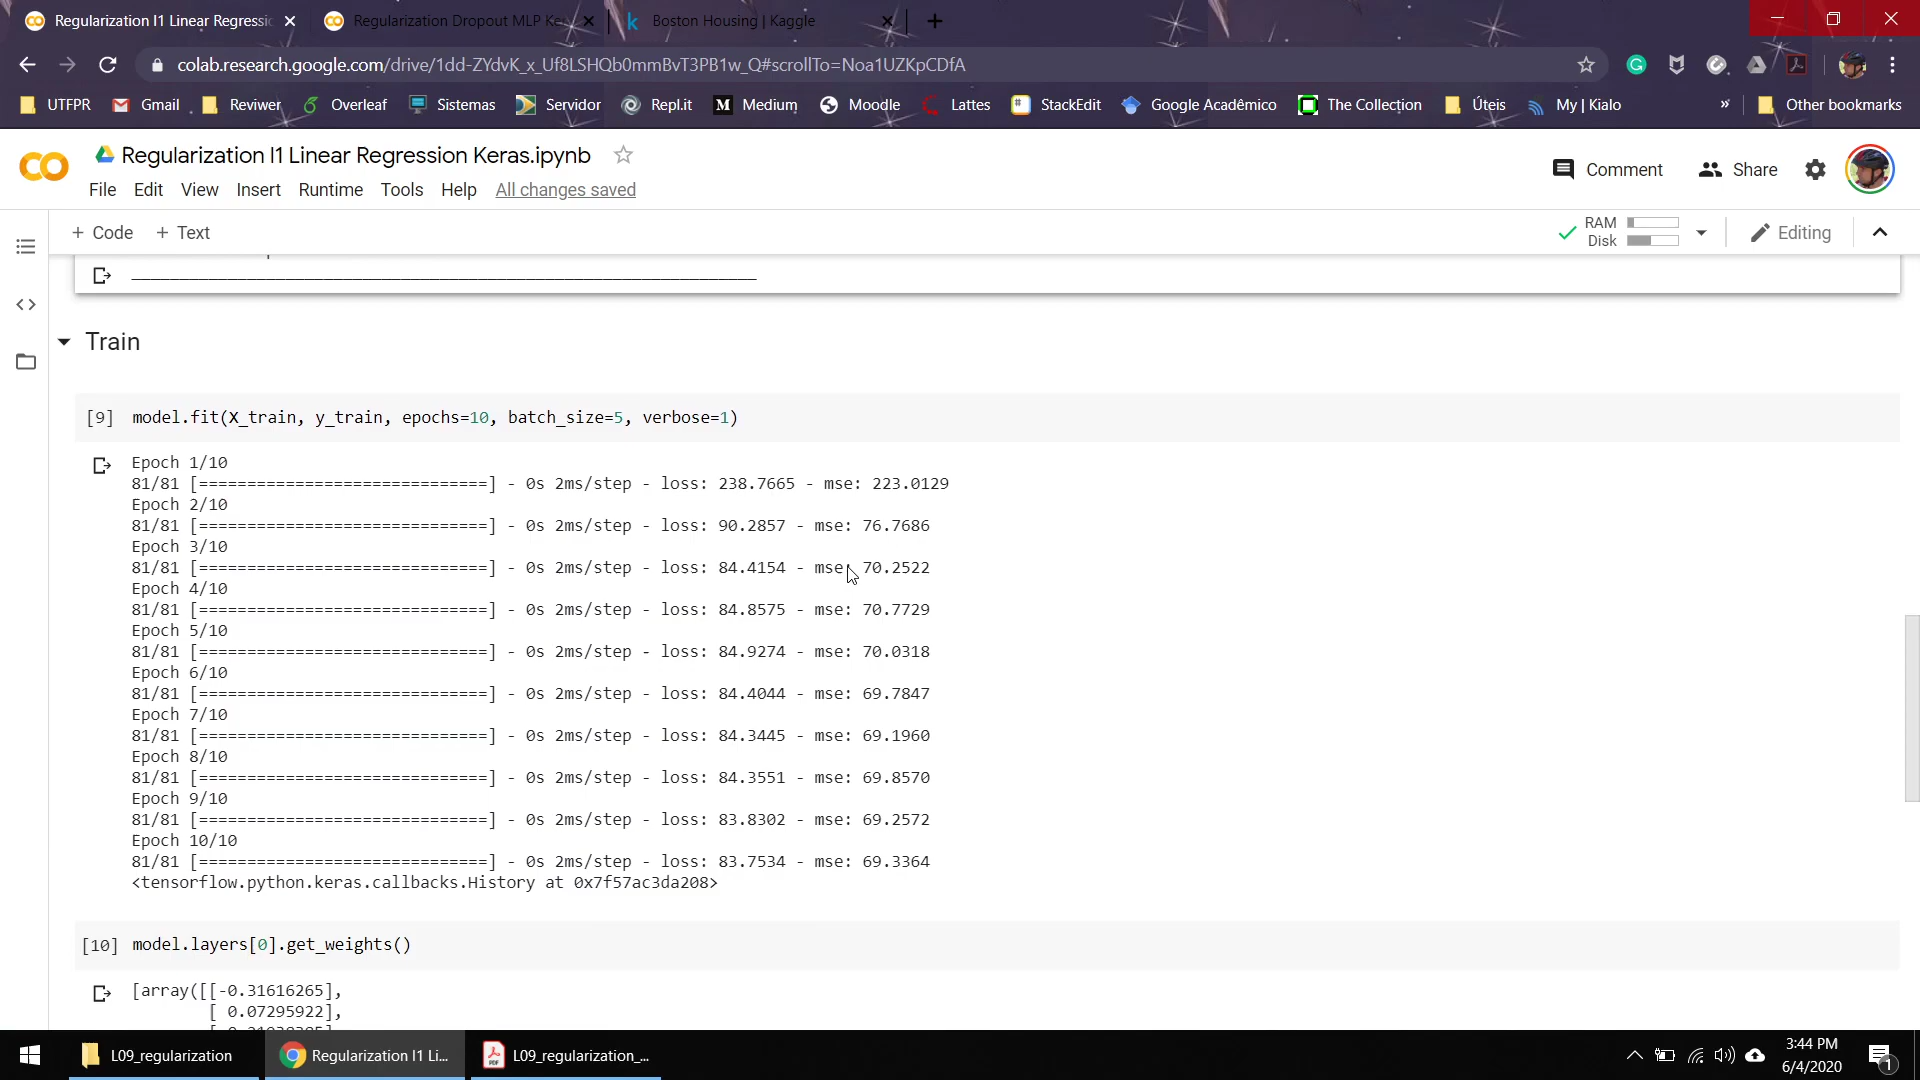 Regularization l1 Linear Regressio
Regularization Dropout MLP Ke
Boston Housing | Kaggle
colab.research.google.com/drive/1dd-ZYdvK_x_Uf8LSHQb0mmBvT3PB1w_Q#scrollTo=Noa1UZKpCDfA
UTFPR Gmail Reviwer Overleaf Sistemas Servidor Repl.it Medium Moodle Lattes StackEdit Google Acadêmico The Collection Úteis My | Kialo » Other bookmarks
Regularization l1 Linear Regression Keras.ipynb
Comment Share
File Edit View Insert Runtime Tools Help All changes saved
+ Code + Text
RAM
Disk
Editing
Train
[9] model.fit(X_train, y_train, epochs=10, batch_size=5, verbose=1)
Epoch 1/10
81/81 [==============================] - 0s 2ms/step - loss: 238.7665 - mse: 223.0129
Epoch 2/10
81/81 [==============================] - 0s 2ms/step - loss: 90.2857 - mse: 76.7686
Epoch 3/10
81/81 [==============================] - 0s 2ms/step - loss: 84.4154 - mse: 70.2522
Epoch 4/10
81/81 [==============================] - 0s 2ms/step - loss: 84.8575 - mse: 70.7729
Epoch 5/10
81/81 [==============================] - 0s 2ms/step - loss: 84.9274 - mse: 70.0318
Epoch 6/10
81/81 [==============================] - 0s 2ms/step - loss: 84.4044 - mse: 69.7847
Epoch 7/10
81/81 [==============================] - 0s 2ms/step - loss: 84.3445 - mse: 69.1960
Epoch 8/10
81/81 [==============================] - 0s 2ms/step - loss: 84.3551 - mse: 69.8570
Epoch 9/10
81/81 [==============================] - 0s 2ms/step - loss: 83.8302 - mse: 69.2572
Epoch 10/10
81/81 [==============================] - 0s 2ms/step - loss: 83.7534 - mse: 69.3364
<tensorflow.python.keras.callbacks.History at 0x7f57ac3da208>
[10] model.layers[0].get_weights()
[array([[-0.31616265],
[ 0.07295922],
L09_regularization
Regularization l1 Li...
L09_regularization_...
3:44 PM
6/4/2020
1